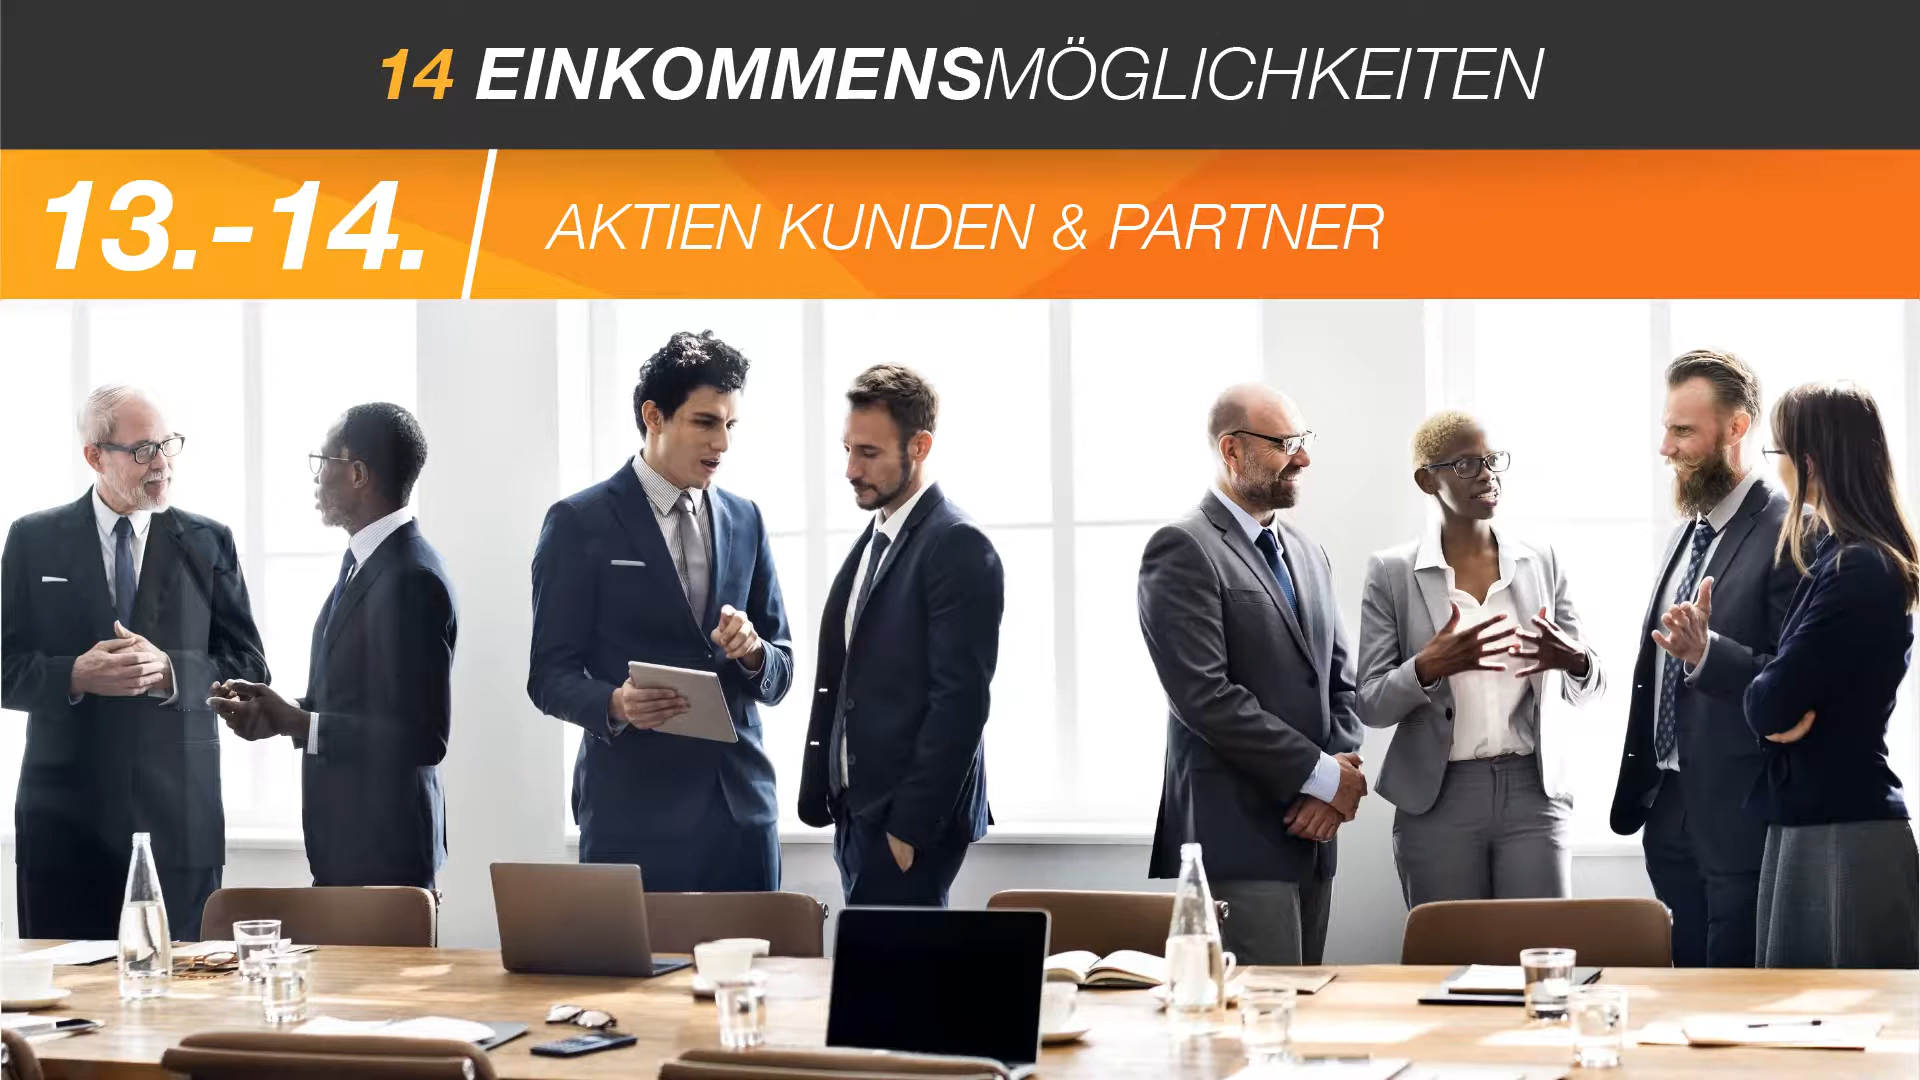 14 EINKOMMENSMÖGLICHKEITEN
13.-14.
AKTIEN KUNDEN & PARTNER